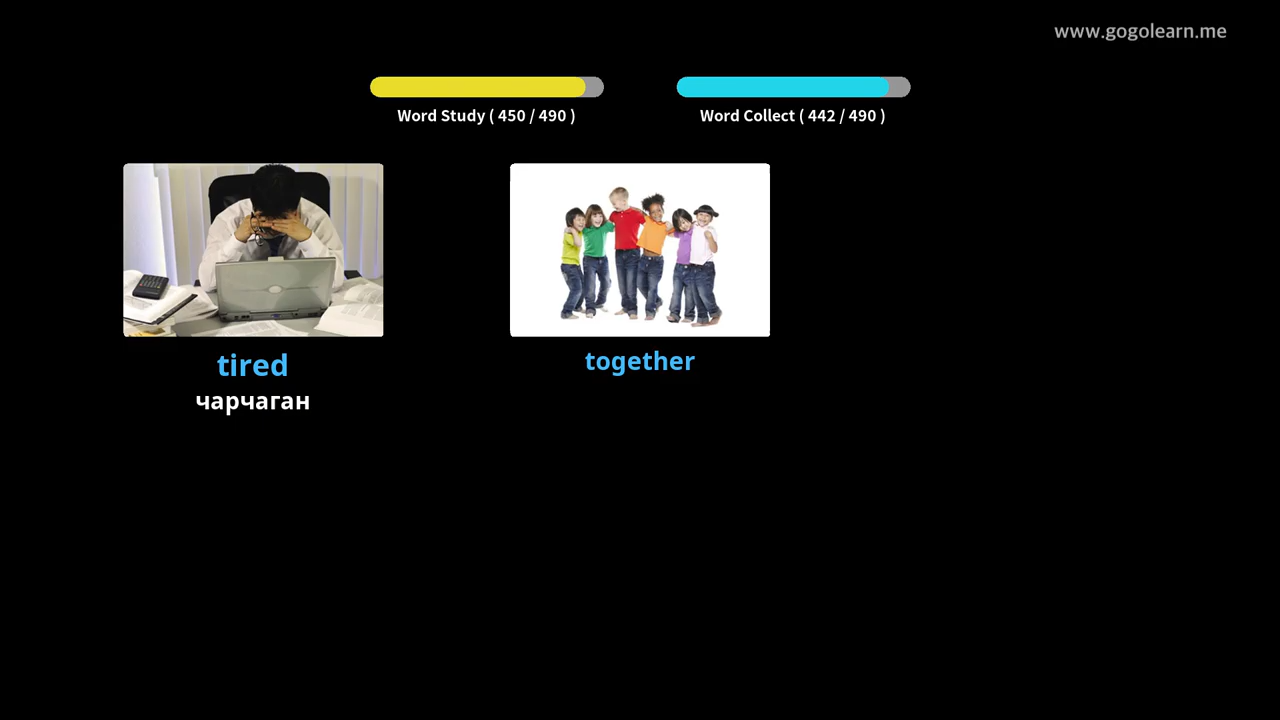 www.gogolearn.me
Word Study ( 450 / 490 )
Word Collect ( 442 / 490 )
tired
чарчаган
together